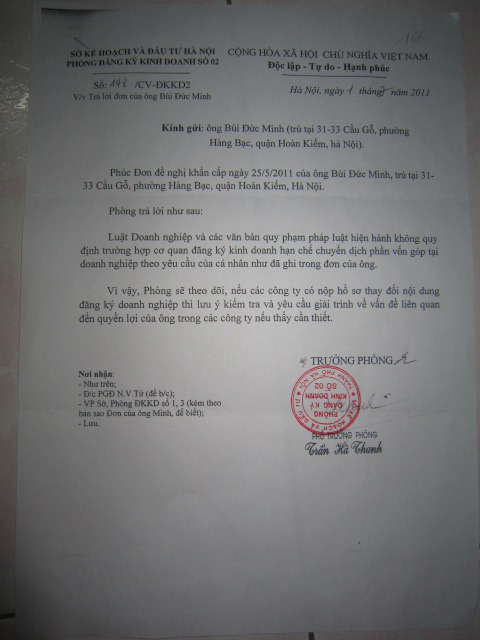 166
SỞ KẾ HOẠCH VÀ ĐẦU TƯ HÀ NỘI
PHÒNG ĐĂNG KÝ KINH DOANH SỐ 02
CỘNG HÒA XÃ HỘI CHỦ NGHĨA VIỆT NAM
Độc lập - Tự do - Hạnh phúc
Số: 148 /CV-ĐKKD2
V/v Trả lời đơn của ông Bùi Đức Minh
Hà Nội, ngày 1 tháng năm 2011
Kính gửi: ông Bùi Đức Minh (trú tại 31-33 Cầu Gỗ, phường
Hàng Bạc, quận Hoàn Kiếm, hà Nội).
Phúc Đơn đề nghị khẩn cấp ngày 25/5/2011 của ông Bùi Đức Minh, trú tại 31-
33 Cầu Gỗ, phường Hàng Bạc, quận Hoàn Kiếm, Hà Nội.
Phòng trả lời như sau:
Luật Doanh nghiệp và các văn bản quy phạm pháp luật hiện hành không quy
định trường hợp cơ quan đăng ký kinh doanh hạn chế chuyển dịch phần vốn góp tại
doanh nghiệp theo yêu cầu của cá nhân như đã ghi trong đơn của ông.
Vì vậy, Phòng sẽ theo dõi, nếu các công ty có nộp hồ sơ thay đổi nội dung
đăng ký doanh nghiệp thì lưu ý kiểm tra và yêu cầu giải trình về vấn đề liên quan
đến quyền lợi của ông trong các công ty nếu thấy cần thiết.
TRƯỞNG PHÒNG
Nơi nhận:
- Như trên;
- Đ/c PGĐ N.V.Tứ (để b/c);
- VP Sở, Phòng ĐKKD số 1, 3 (kèm theo
bản sao Đơn của ông Minh, để biết);
- Lưu.
PHÒNG
ĐĂNG KÝ
KINH DOANH
SỐ 02
PHÓ TRƯỞNG PHÒNG
Trần Hà Thanh